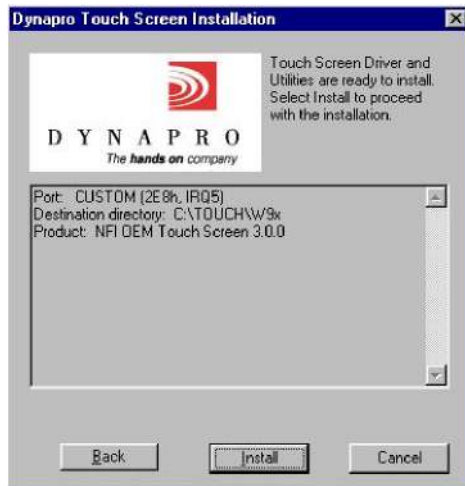 Dynapro Touch Screen Installation
Touch Screen Driver and
Utilities are ready to install.
Select Install to proceed
with the installation.
DYNAPRO
The hands on company
Port: CUSTOM (2E8h, IRQ5)
Destination directory: C:\TOUCH\W9x
Product: NFI OEM Touch Screen 3.0.0
Back
Install
Cancel